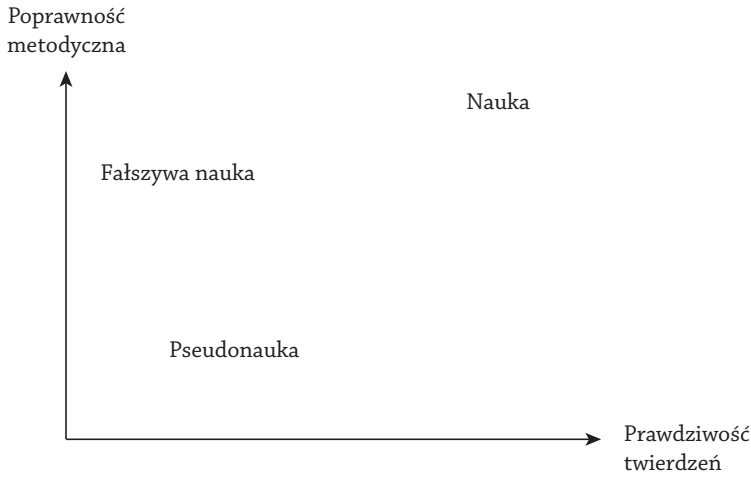 Poprawność
metodyczna
Nauka
Fałszywa nauka
Pseudonauka
Prawdziwość
twierdzeń